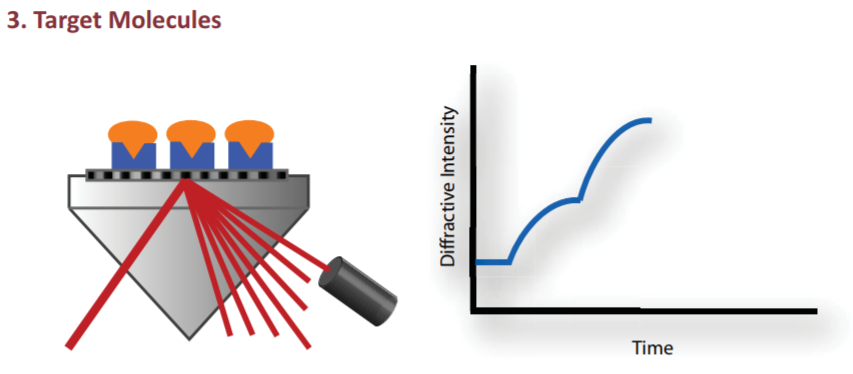 3. Target Molecules
Diffractive Intensity
Time